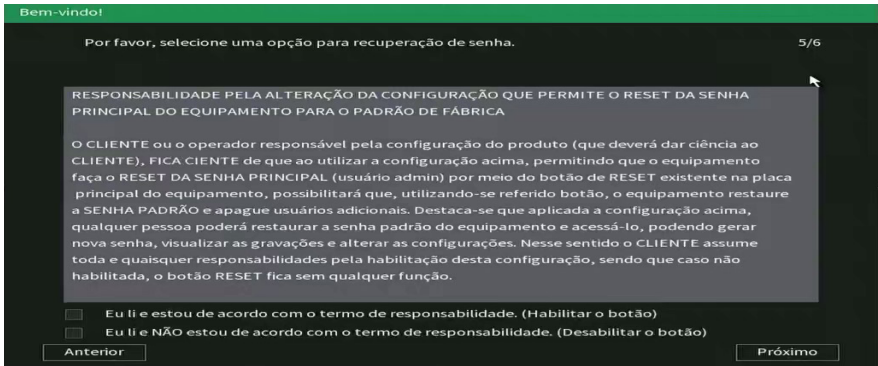 Bem-vindo!
Por favor, selecione uma opção para recuperação de senha.
5/6
RESPONSABILIDADE PELA ALTERAÇÃO DA CONFIGURAÇÃO QUE PERMITE O RESET DA SENHA
PRINCIPAL DO EQUIPAMENTO PARA O PADRÃO DE FÁBRICA
O CLIENTE ou o operador responsável pela configuração do produto (que deverá dar ciência ao
CLIENTE), FICA CIENTE de que ao utilizar a configuração acima, permitindo que o equipamento
faça o RESET DA SENHA PRINCIPAL (usuário admin) por meio do botão de RESET existente na placa
principal do equipamento, possibilitará que, utilizando-se referido botão, o equipamento restaure
a SENHA PADRÃO e apague usuários adicionais. Destaca-se que aplicada a configuração acima,
qualquer pessoa poderá restaurar a senha padrão do equipamento e acessá-lo, podendo gerar
nova senha, visualizar as gravações e alterar as configurações. Nesse sentido o CLIENTE assume
toda e quaisquer responsabilidades pela habilitação desta configuração, sendo que caso não
habilitada, o botão RESET fica sem qualquer função.
Eu li e estou de acordo com o termo de responsabilidade. (Habilitar o botão)
Eu li e NÃO estou de acordo com o termo de responsabilidade. (Desabilitar o botão)
Anterior
Próximo